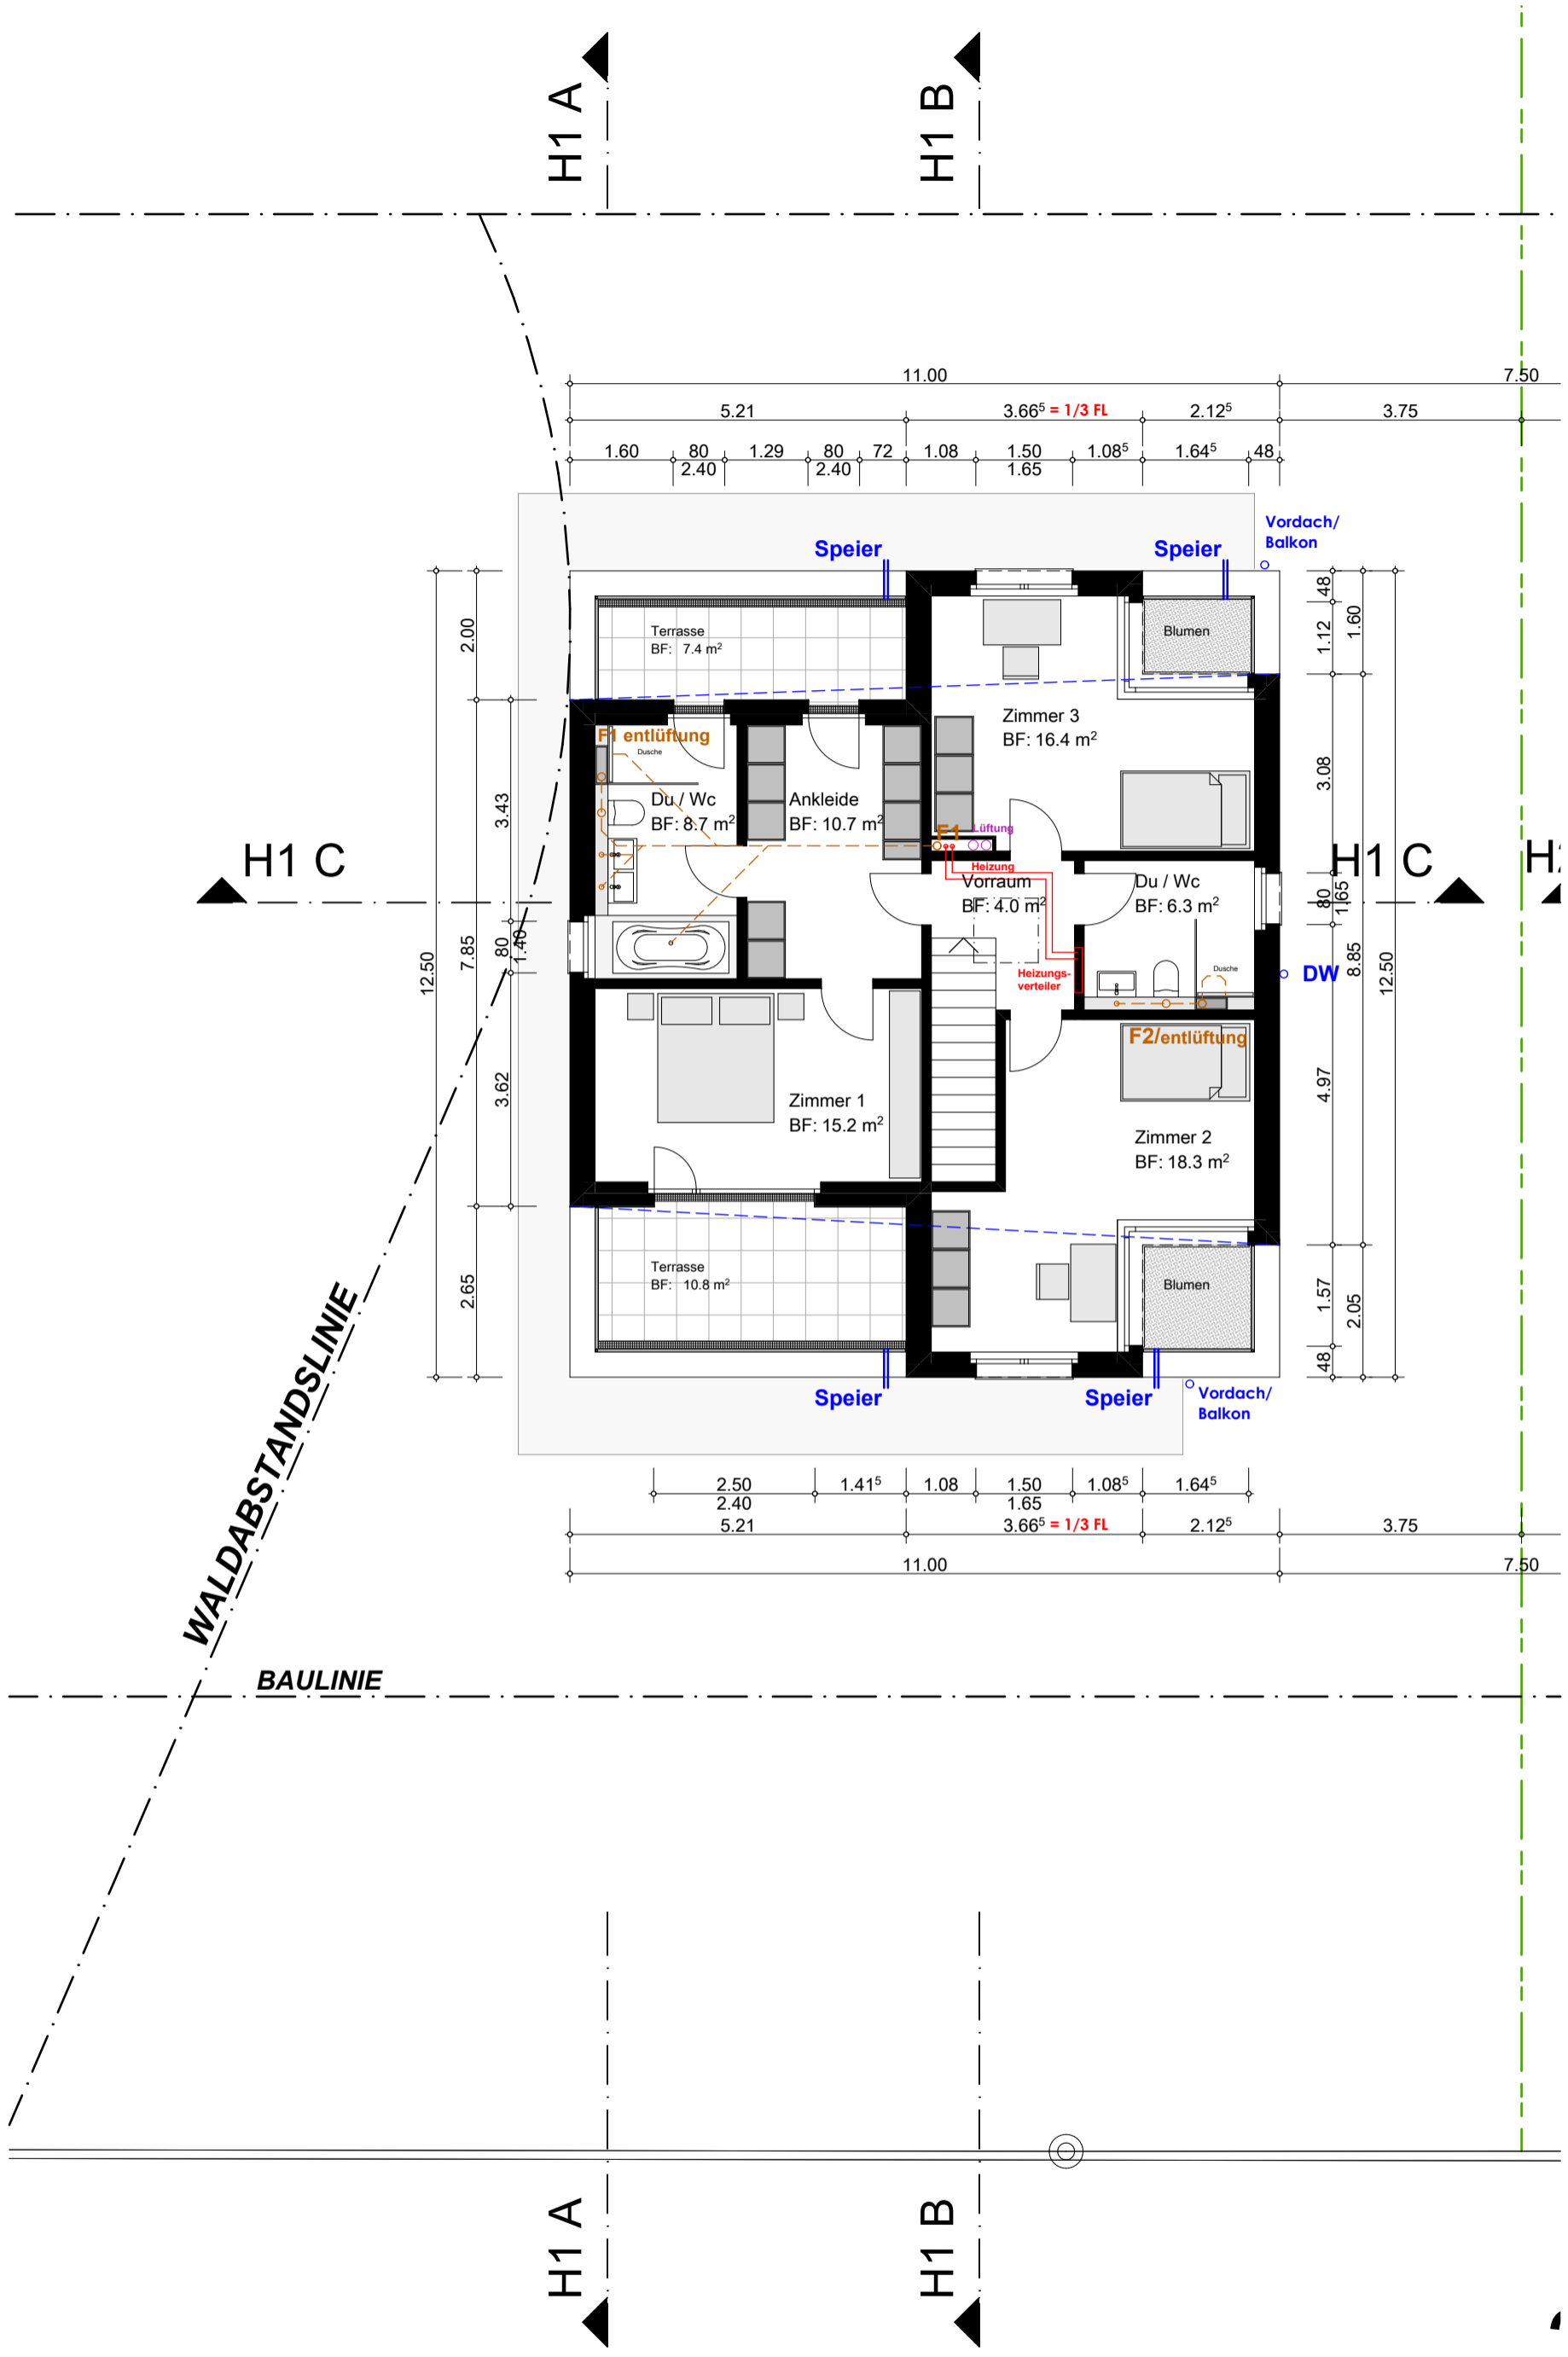 H1 A
H1 B
11.00
7.50
5.21
3.66⁵ = 1/3 FL
2.12⁵
3.75
1.60
80
2.40
1.29
80
2.40
72
1.08
1.50
1.65
1.08⁵
1.64⁵
48
Vordach/
Balkon
Speier
Speier
2.00
Terrasse
BF: 7.4 m²
Blumen
48
1.12
1.60
Zimmer 3
BF: 16.4 m²
F1 entlüftung
Dusche
Du / Wc
BF: 8.7 m²
Ankleide
BF: 10.7 m²
3.43
3.08
F1
Lüftung
Heizung
H1 C
H1 C
H
Vorraum
BF: 4.0 m²
Du / Wc
BF: 6.3 m²
80
1.65
12.50
7.85
80
1.40
8.85
12.50
Heizungs-
verteiler
Dusche
DW
F2/entlüftung
3.62
4.97
Zimmer 1
BF: 15.2 m²
Zimmer 2
BF: 18.3 m²
2.65
Terrasse
BF: 10.8 m²
Blumen
1.57
2.05
48
Speier
Speier
Vordach/
Balkon
2.50
2.40
1.41⁵
1.08
1.50
1.65
1.08⁵
1.64⁵
5.21
3.66⁵ = 1/3 FL
2.12⁵
3.75
11.00
7.50
WALDABSTANDSLINIE
BAULINIE
H1 A
H1 B